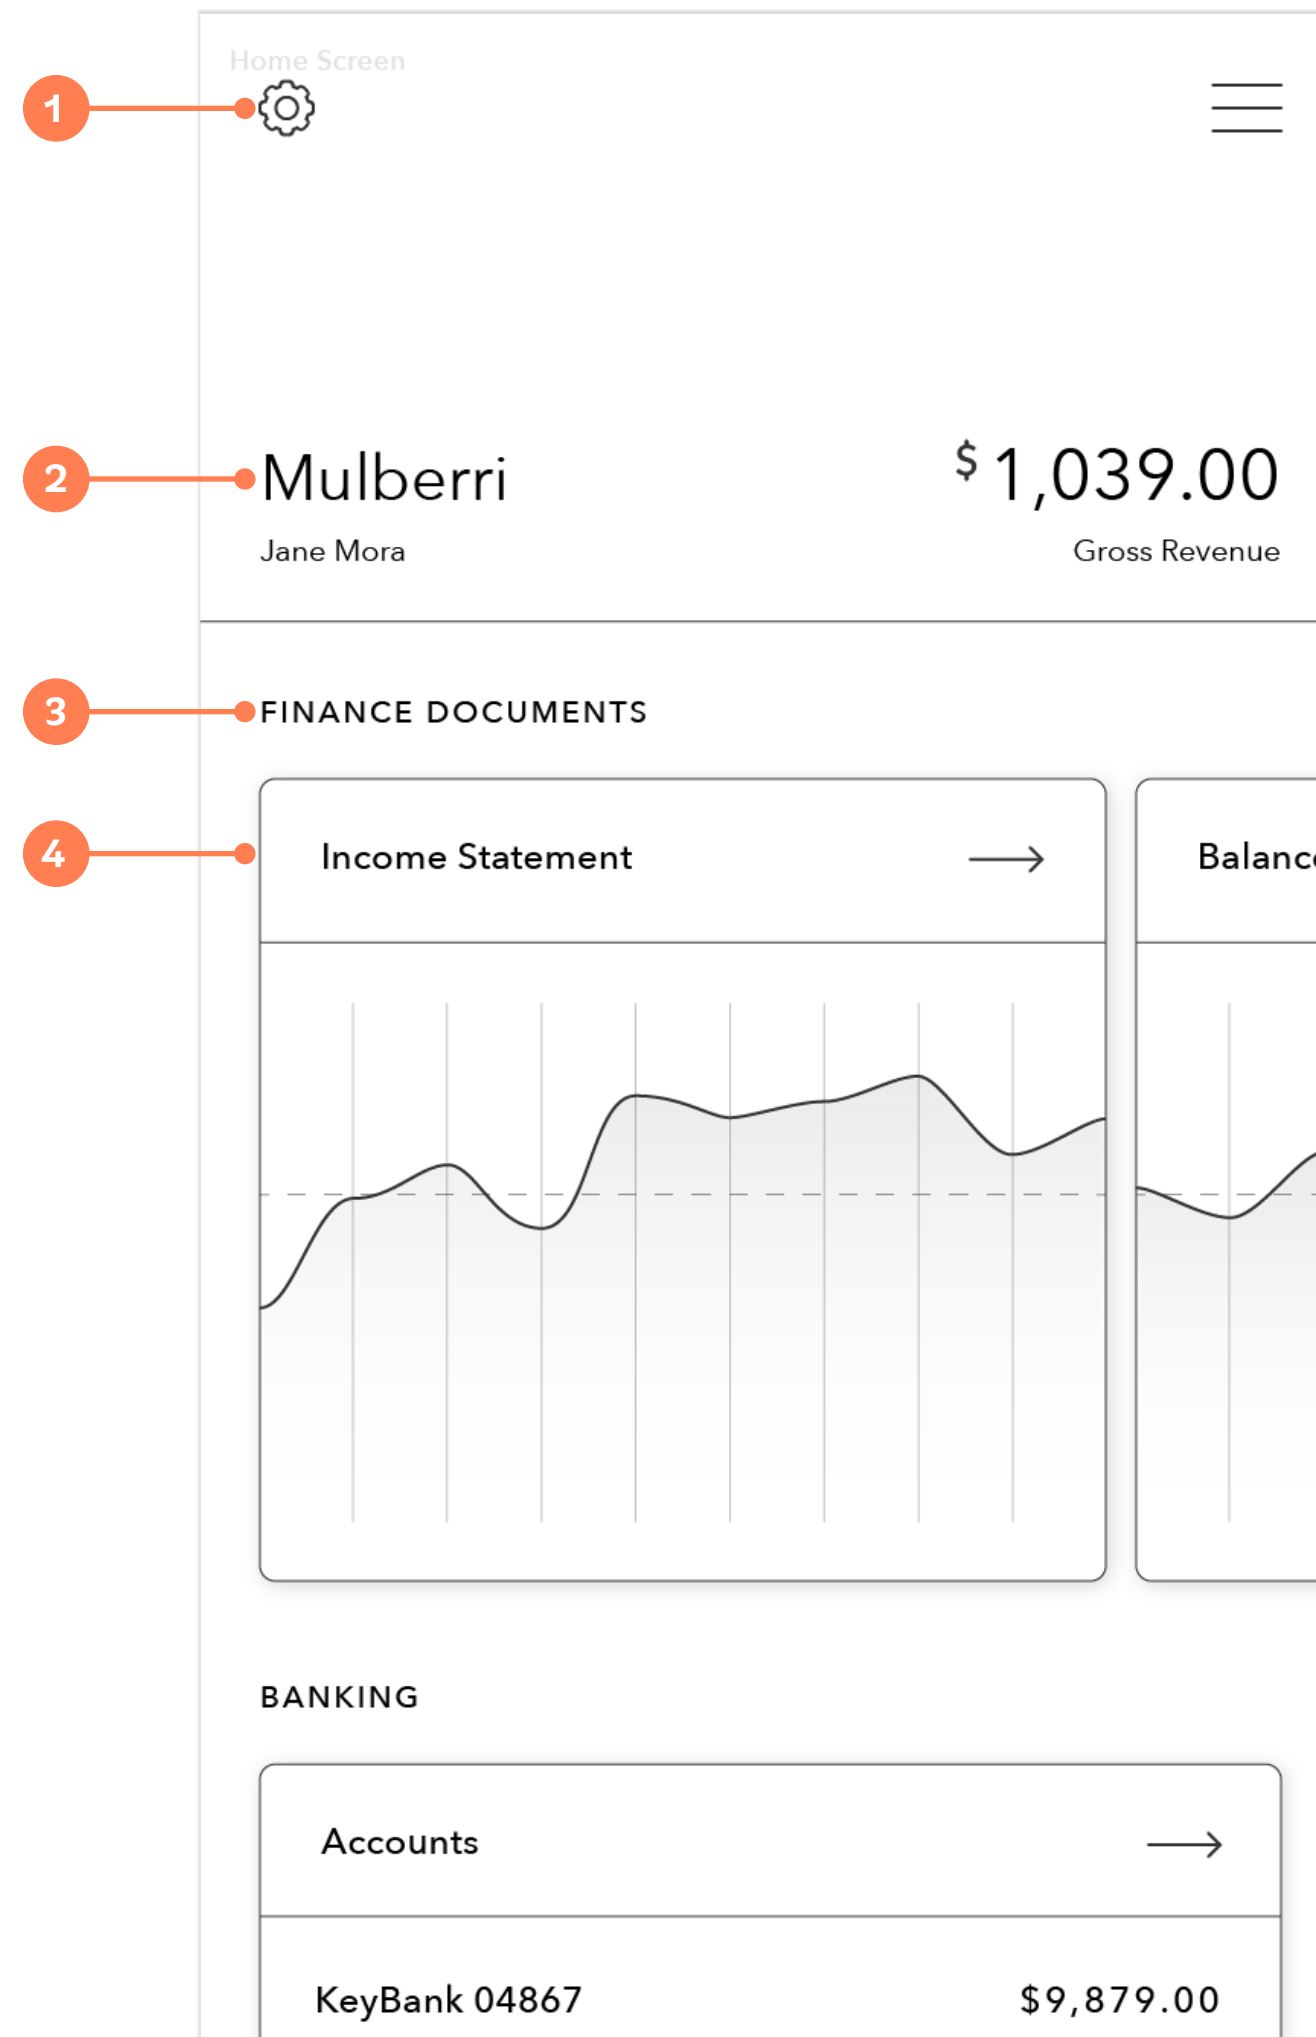 Home Screen
1
2
Mulberri
$1,039.00
Jane Mora
Gross Revenue
3
FINANCE DOCUMENTS
4
Income Statement
Balance
BANKING
Accounts
KeyBank 04867
$9,879.00